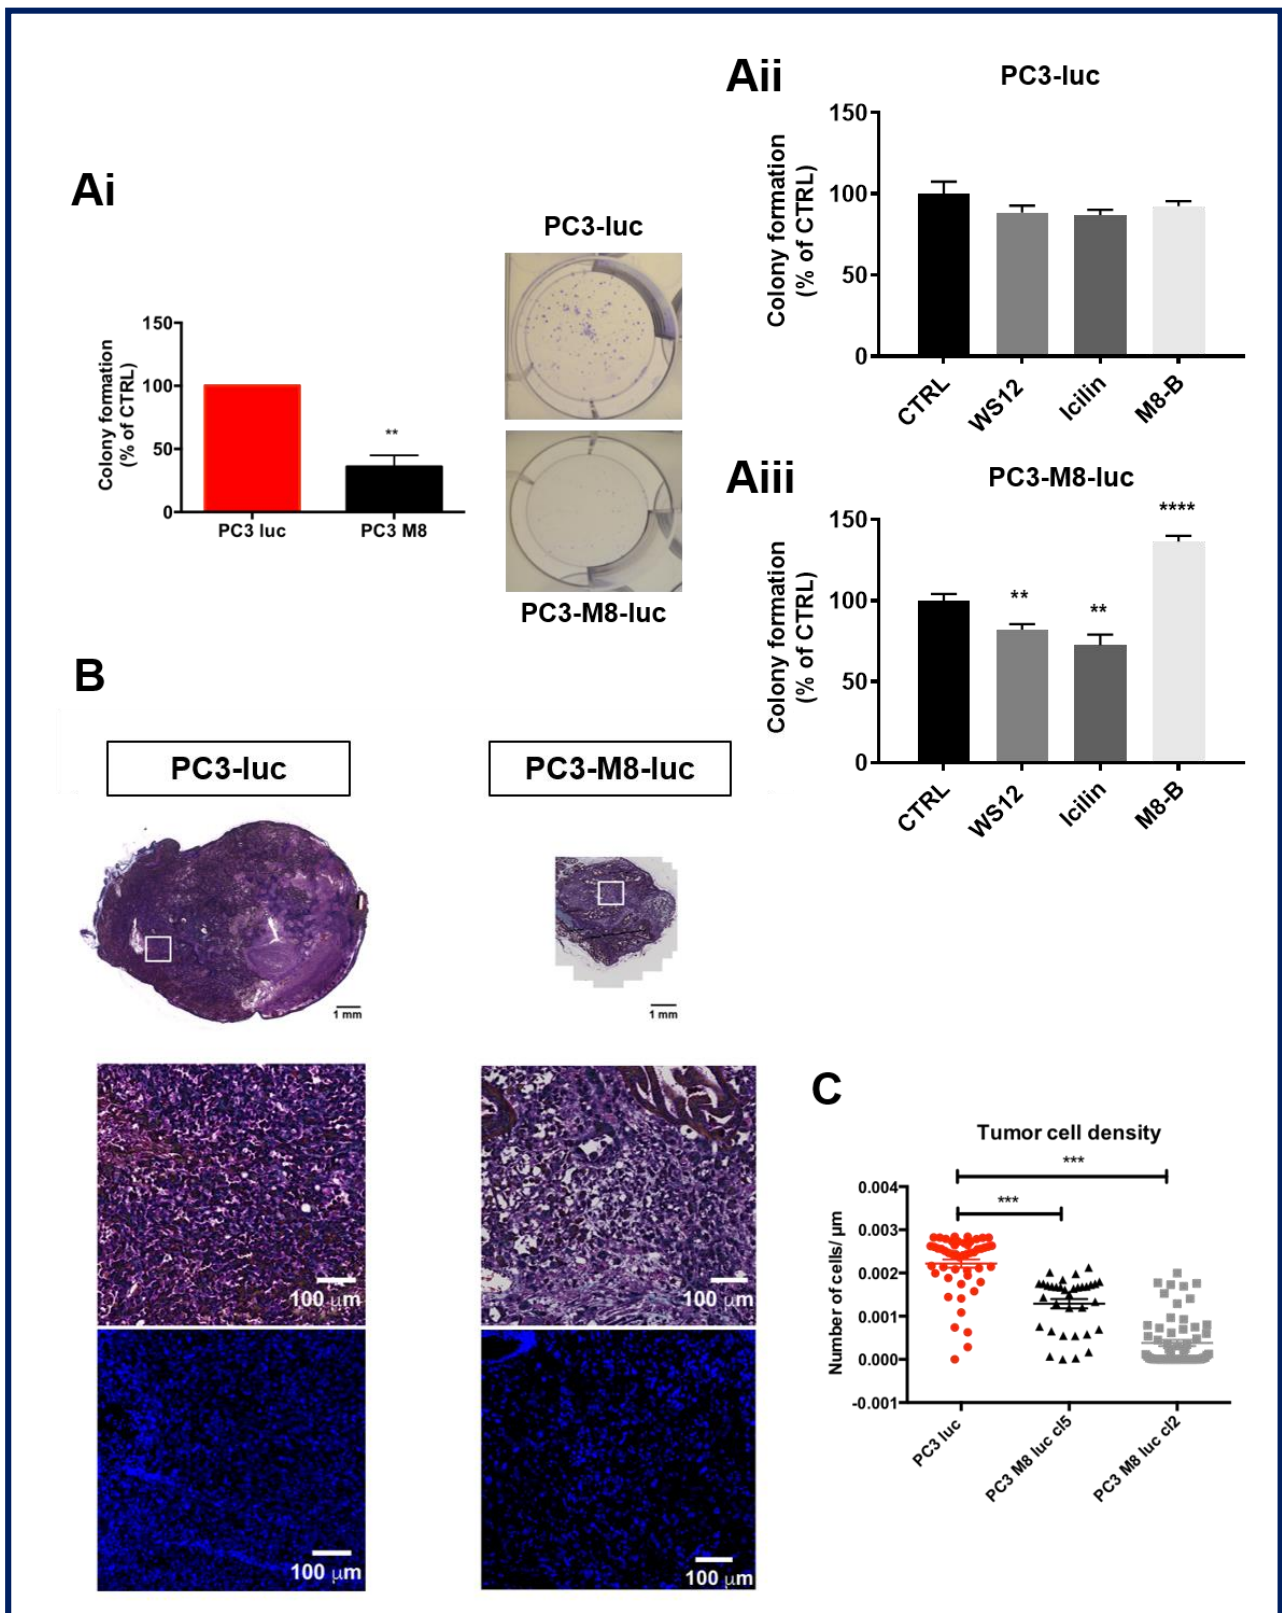 Aii
PC3-luc
Colony formation
(% of CTRL)
150
100
50
0
CTRL
WS12
Icilin
M8-B
Ai
Colony formation
(% of CTRL)
150
100
50
0
**
PC3 luc
PC3 M8
PC3-luc
PC3-M8-luc
Aiii
PC3-M8-luc
Colony formation
(% of CTRL)
150
100
50
0
**
**
****
CTRL
WS12
Icilin
M8-B
B
PC3-luc
PC3-M8-luc
1 mm
1 mm
100 μm
100 μm
100 μm
100 μm
C
Tumor cell density
***
***
Number of cells/ μm
0.004
0.003
0.002
0.001
0.000
-0.001
PC3 luc
PC3 M8 luc cl5
PC3 M8 luc cl2